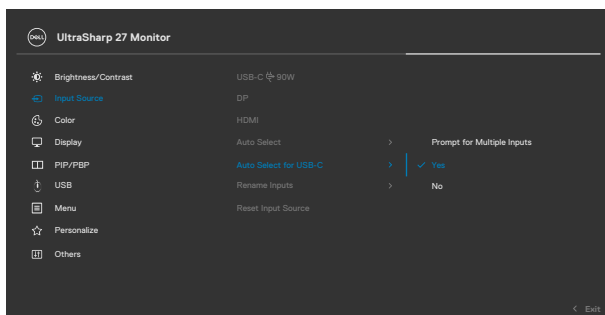 DELL UltraSharp 27 Monitor
Brightness/Contrast USB-C 90W
Input Source DP
Color HDMI
Display Auto Select > Prompt for Multiple Inputs
PIP/PBP Auto Select for USB-C > ✓ Yes
USB Rename Inputs > No
Menu Reset Input Source
Personalize
Others
< Exit